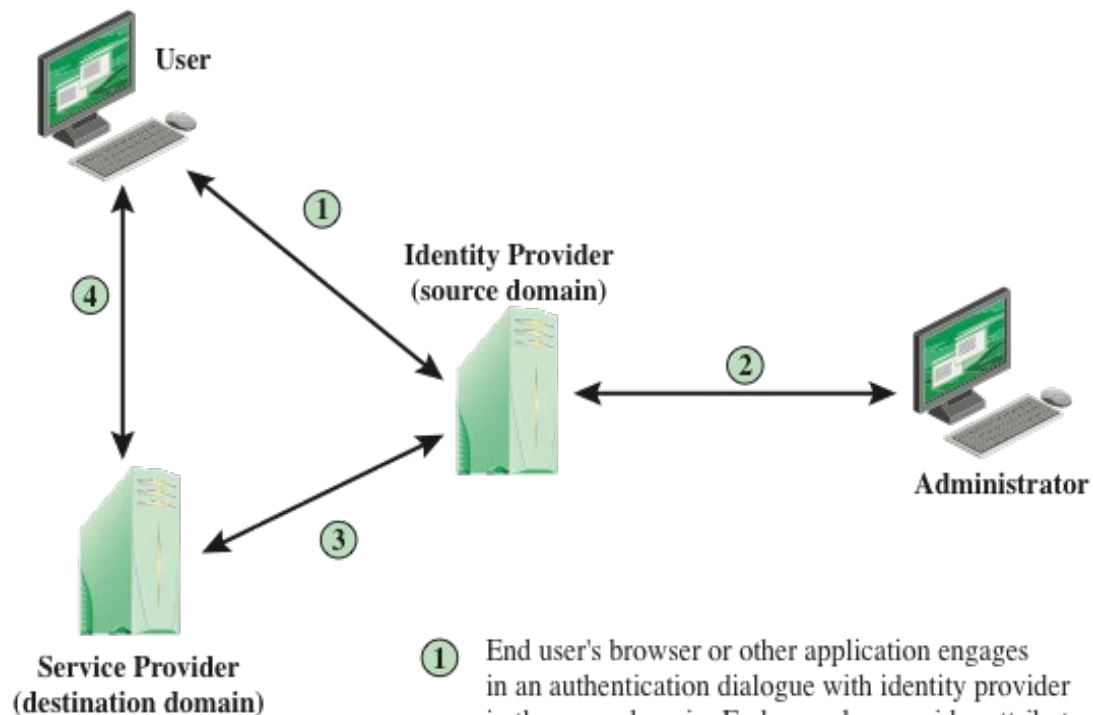 User
1
Identity Provider
(source domain)
4
2
Administrator
3
Service Provider
(destination domain)
1 End user's browser or other application engages
in an authentication dialogue with identity provider